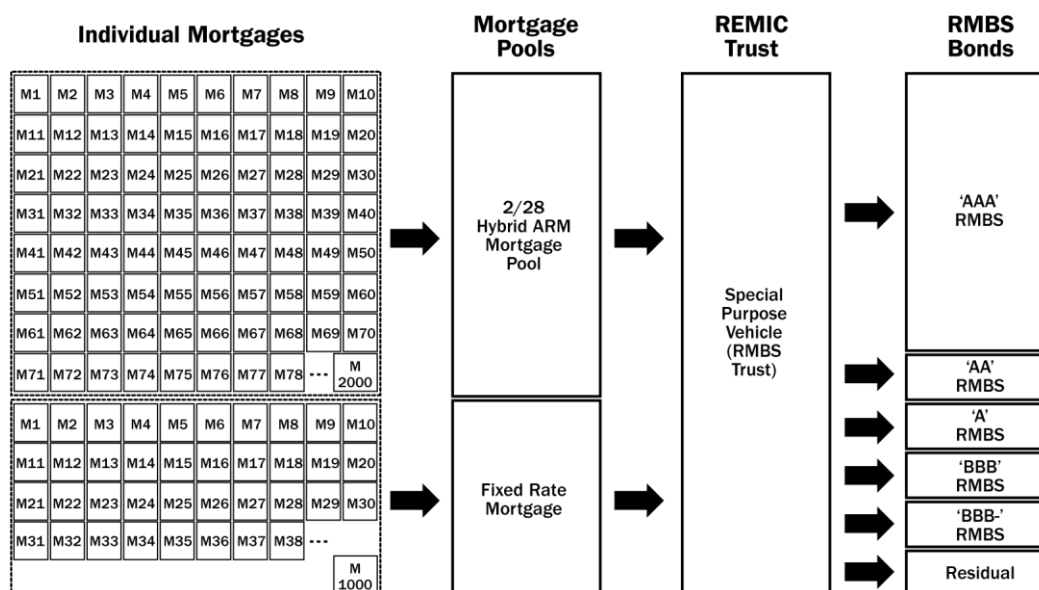 Individual Mortgages
Mortgage
Pools
REMIC
Trust
RMBS
Bonds
M1 M2 M3 M4 M5 M6 M7 M8 M9 M10
M11 M12 M13 M14 M15 M16 M17 M18 M19 M20
M21 M22 M23 M24 M25 M26 M27 M28 M29 M30
M31 M32 M33 M34 M35 M36 M37 M38 M39 M40
M41 M42 M43 M44 M45 M46 M47 M48 M49 M50
M51 M52 M53 M54 M55 M56 M57 M58 M59 M60
M61 M62 M63 M64 M65 M66 M67 M68 M69 M70
M71 M72 M73 M74 M75 M76 M77 M78 --- M
2000
M1 M2 M3 M4 M5 M6 M7 M8 M9 M10
M11 M12 M13 M14 M15 M16 M17 M18 M19 M20
M21 M22 M23 M24 M25 M26 M27 M28 M29 M30
M31 M32 M33 M34 M35 M36 M37 M38 ---
M
1000
2/28
Hybrid ARM
Mortgage
Pool
Fixed Rate
Mortgage
Special
Purpose
Vehicle
(RMBS
Trust)
‘AAA’
RMBS
‘AA’
RMBS
‘A’
RMBS
‘BBB’
RMBS
‘BBB-’
RMBS
Residual